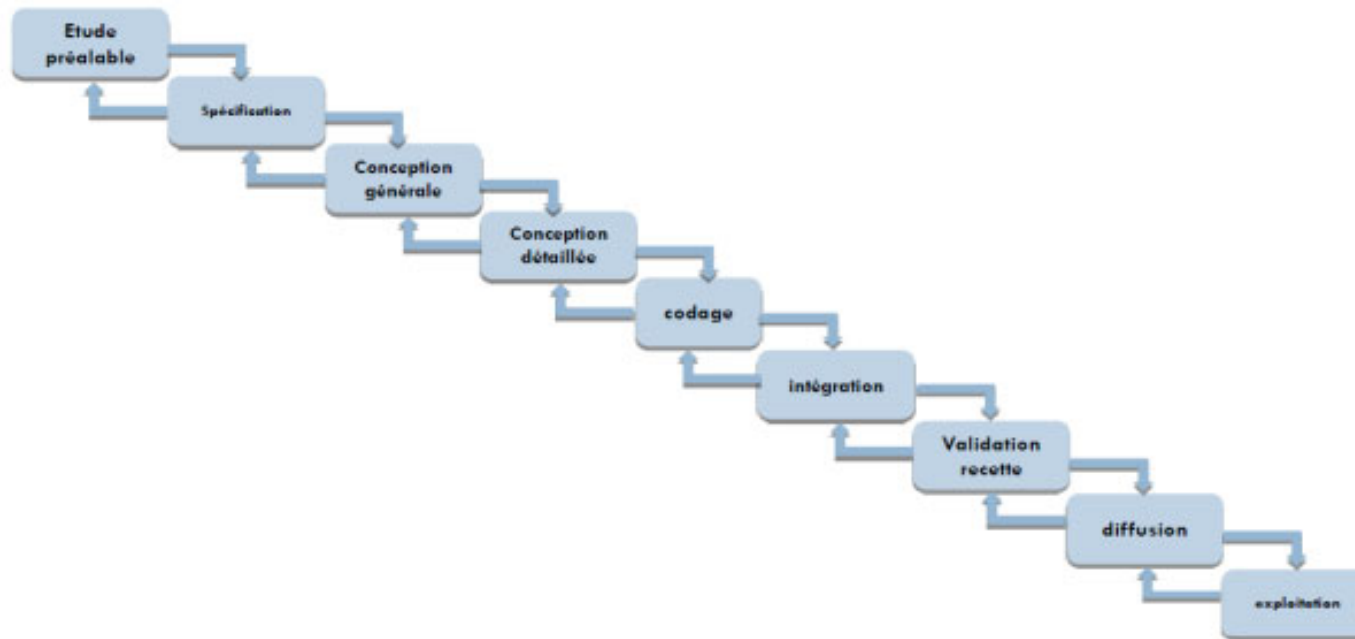 Etude
préalable
Spécification
Conception
générale
Conception
détaillée
codage
intégration
Validation
recette
diffusion
exploitation